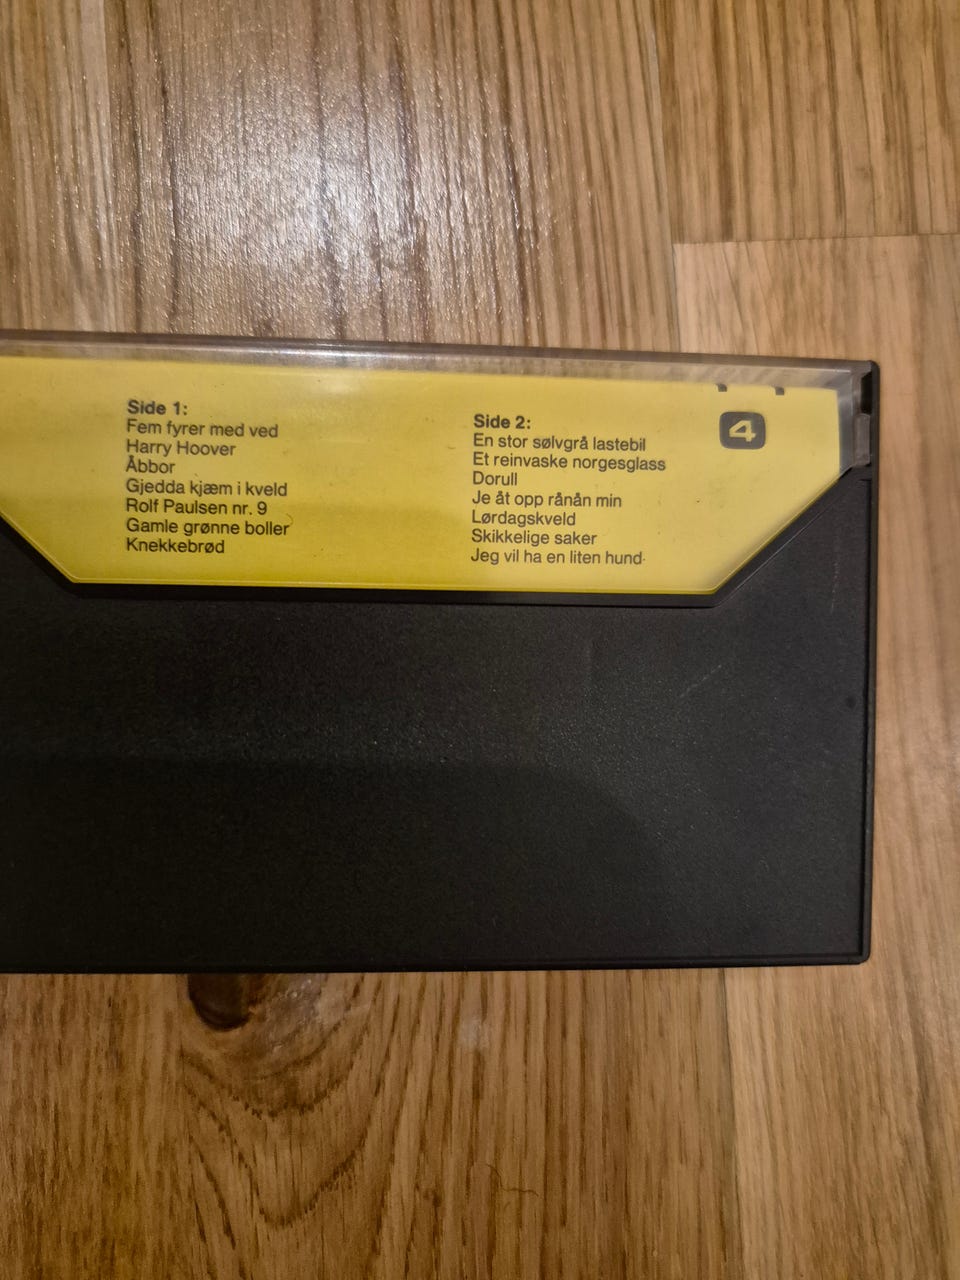 Side 1:
Fem fyrer med ved
Harry Hoover
Åbbor
Gjedda kjæm i kveld
Rolf Paulsen nr. 9
Gamle grønne boller
Knekkebrød
Side 2:
En stor sølvgrå lastebil
Et reinvaske norgesglass
Dorull
Je åt opp rånån min
Lørdagskveld
Skikkelige saker
Jeg vil ha en liten hund
4